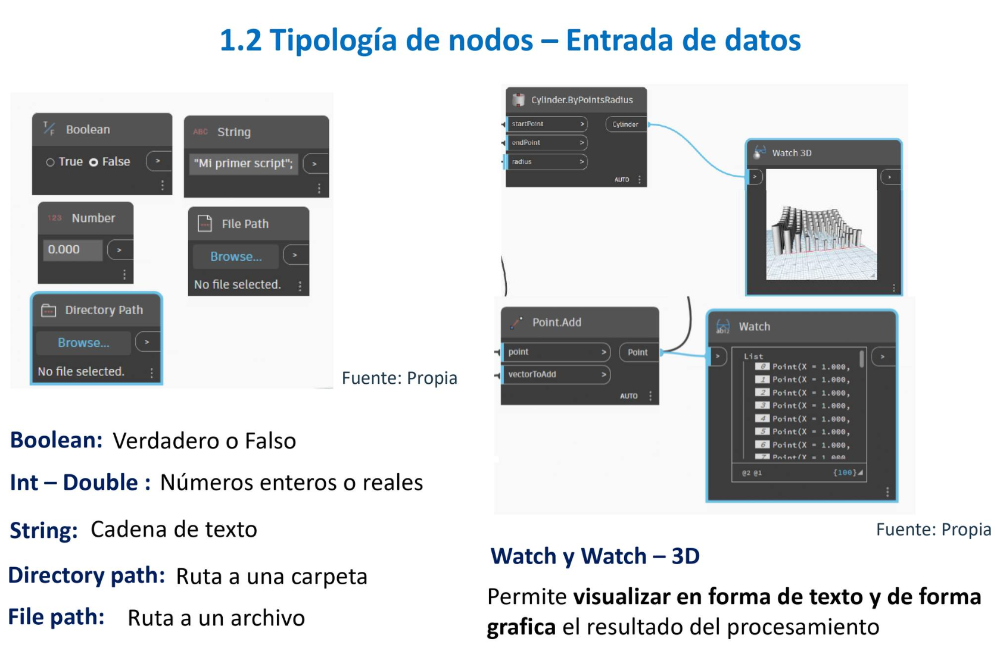 1.2 Tipología de nodos – Entrada de datos
T/F Boolean
True False >
ABC String
"Mi primer script"; >
123 Number
0.000 >
File Path
Browse... >
No file selected.
Directory Path
Browse... >
No file selected.
Fuente: Propia
Boolean: Verdadero o Falso
Int – Double : Números enteros o reales
String: Cadena de texto
Directory path: Ruta a una carpeta
File path: Ruta a un archivo
Cylinder.ByPointsRadius
startPoint > Cylinder
endPoint >
radius >
AUTO
Watch 3D
> >
Point.Add
point > Point
vectorToAdd >
AUTO
Watch
> >
List
0 Point(X = 1.000,
1 Point(X = 1.000,
2 Point(X = 1.000,
3 Point(X = 1.000,
4 Point(X = 1.000,
5 Point(X = 1.000,
6 Point(X = 1.000,
7 Point(X = 1.000
@2 @1 {100}
Fuente: Propia
Watch y Watch – 3D
Permite visualizar en forma de texto y de forma
grafica el resultado del procesamiento